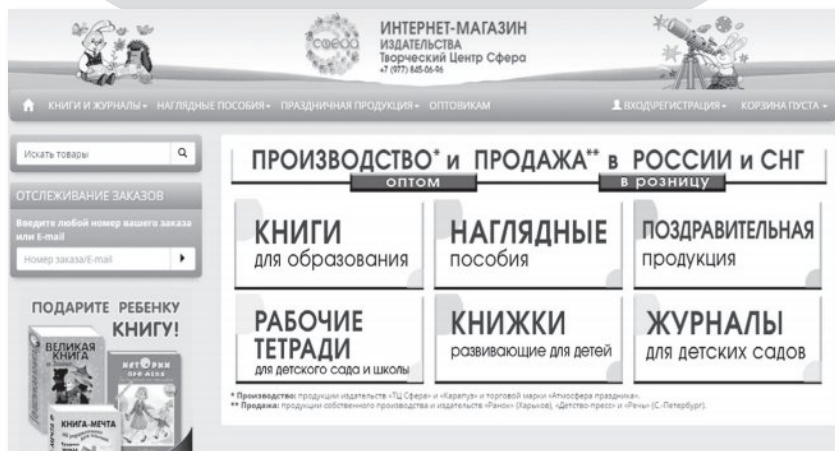 сфера
ИНТЕРНЕТ-МАГАЗИН
ИЗДАТЕЛЬСТВА
Творческий Центр Сфера
+7 (977) 845-06-96
КНИГИ И ЖУРНАЛЫ НАГЛЯДНЫЕ ПОСОБИЯ ПРАЗДНИЧНАЯ ПРОДУКЦИЯ ОПТОВИКАМ ВХОД\РЕГИСТРАЦИЯ КОРЗИНА ПУСТА
Искать товары
ОТСЛЕЖИВАНИЕ ЗАКАЗОВ
Введите любой номер вашего заказа
или E-mail
Номер заказа/E-mail
ПОДАРИТЕ РЕБЕНКУ
КНИГУ!
ВЕЛИКАЯ
КНИГА
ИСТОРИИ
КНИГА-МЕЧТА
ПРОИЗВОДСТВО* и ПРОДАЖА** в РОССИИ и СНГ
оптом в розницу
КНИГИ
для образования
НАГЛЯДНЫЕ
пособия
ПОЗДРАВИТЕЛЬНАЯ
продукция
РАБОЧИЕ
ТЕТРАДИ
для детского сада и школы
КНИЖКИ
развивающие для детей
ЖУРНАЛЫ
для детских садов
* Производство: продукции издательств «ТЦ Сфера» и «Карапуз» и торговой марки «Атмосфера праздника».
** Продажа: продукции собственного производства и издательств «Ранок» (Харьков), «Детство-пресс» и «Речь» (С.-Петербург).